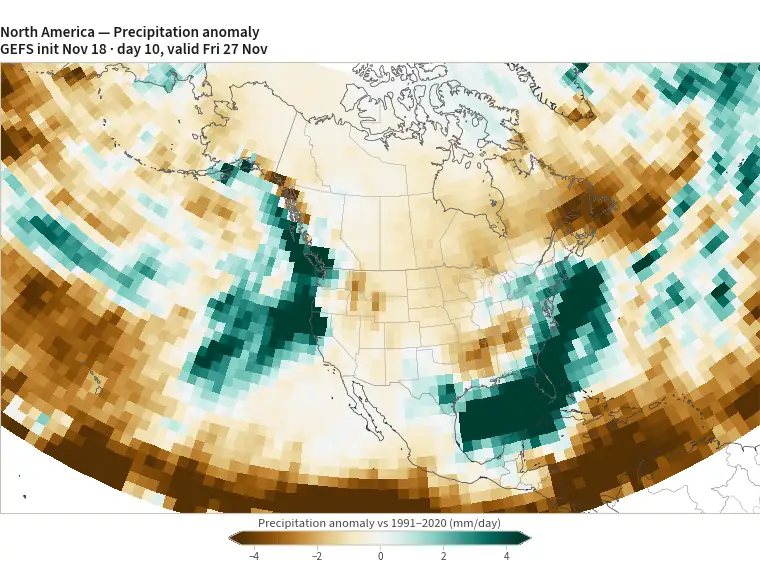 North America — Precipitation anomaly
GEFS init Nov 18 · day 10, valid Fri 27 Nov
Precipitation anomaly vs 1991–2020 (mm/day)
−4 −2 0 2 4